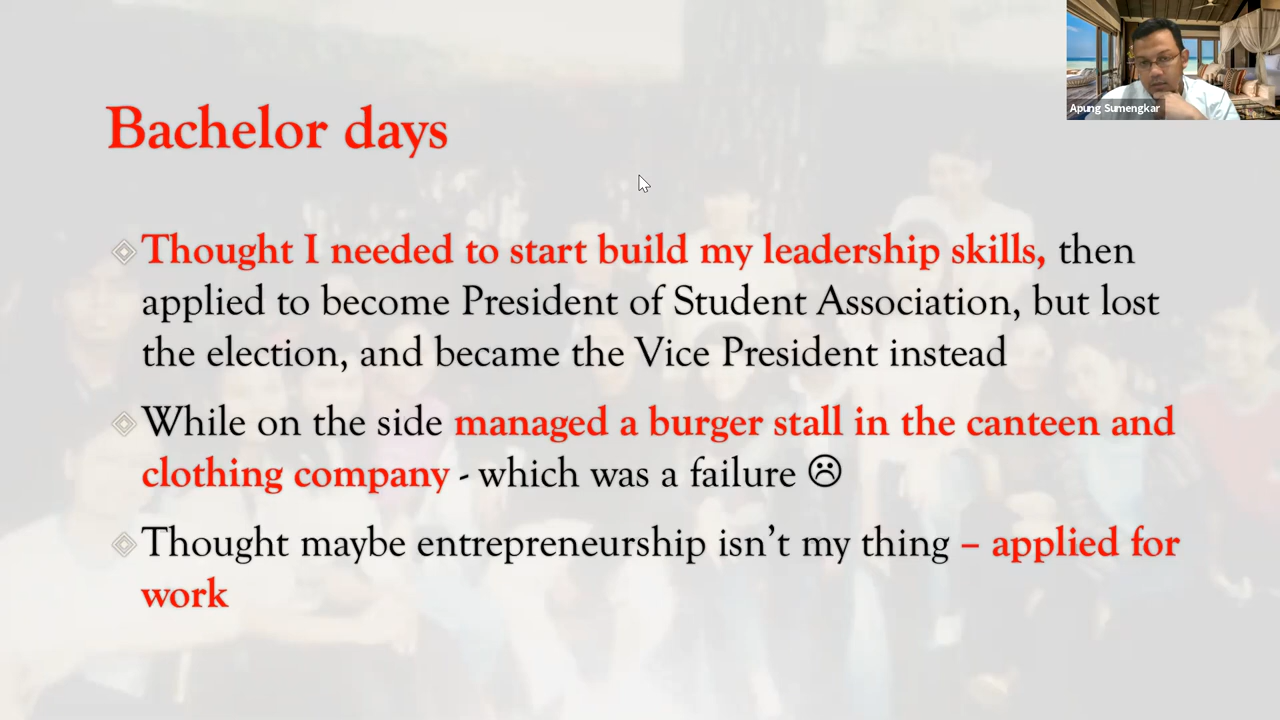 Apung Sumengkar
Bachelor days
Thought I needed to start build my leadership skills, then
applied to become President of Student Association, but lost
the election, and became the Vice President instead
While on the side managed a burger stall in the canteen and
clothing company - which was a failure ☹
Thought maybe entrepreneurship isn’t my thing – applied for
work